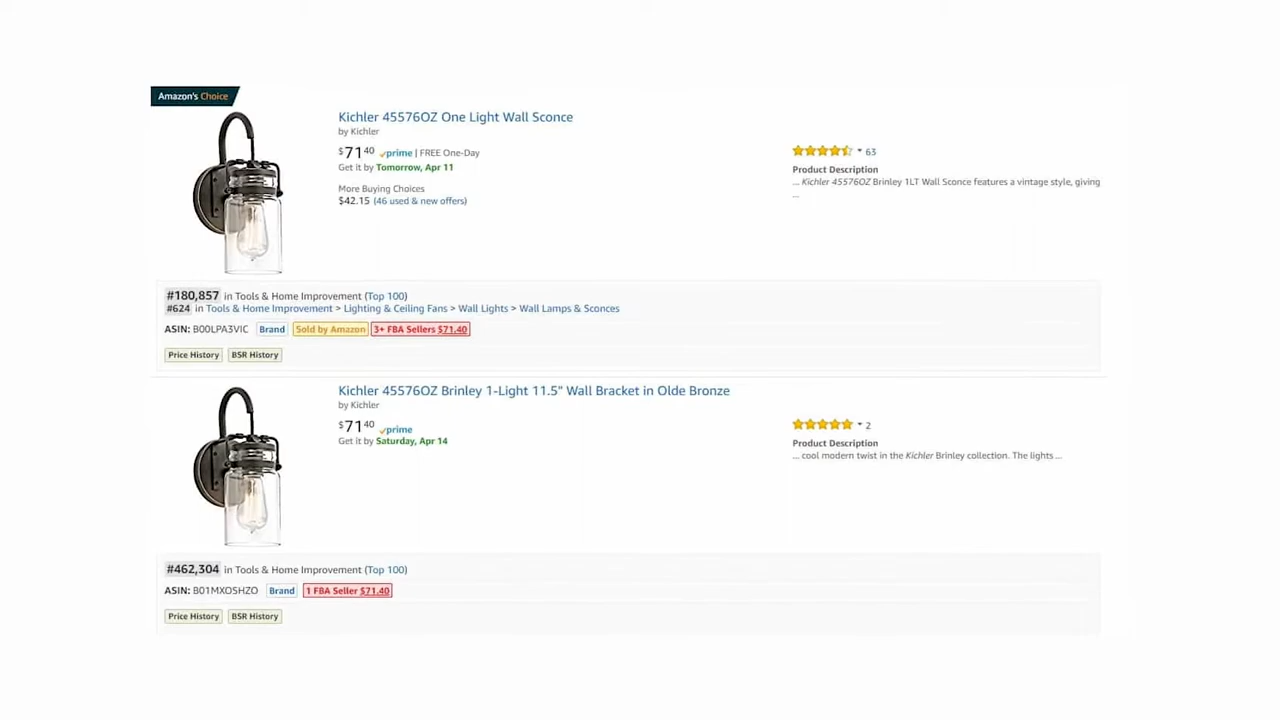 Amazon's Choice
Kichler 45576OZ One Light Wall Sconce
by Kichler
$71 40 prime | FREE One-Day
Get it by Tomorrow, Apr 11
More Buying Choices
$42.15 (46 used & new offers)
63
Product Description
... Kichler 45576OZ Brinley 1LT Wall Sconce features a vintage style, giving
...
#180,857 in Tools & Home Improvement (Top 100)
#624 in Tools & Home Improvement > Lighting & Ceiling Fans > Wall Lights > Wall Lamps & Sconces
ASIN: B00LPA3VIC Brand Sold by Amazon 3+ FBA Sellers $71.40
Price History BSR History
Kichler 45576OZ Brinley 1-Light 11.5" Wall Bracket in Olde Bronze
by Kichler
$71 40 prime
Get it by Saturday, Apr 14
2
Product Description
... cool modern twist in the Kichler Brinley collection. The lights ...
#462,304 in Tools & Home Improvement (Top 100)
ASIN: B01MXOSHZO Brand 1 FBA Seller $71.40
Price History BSR History